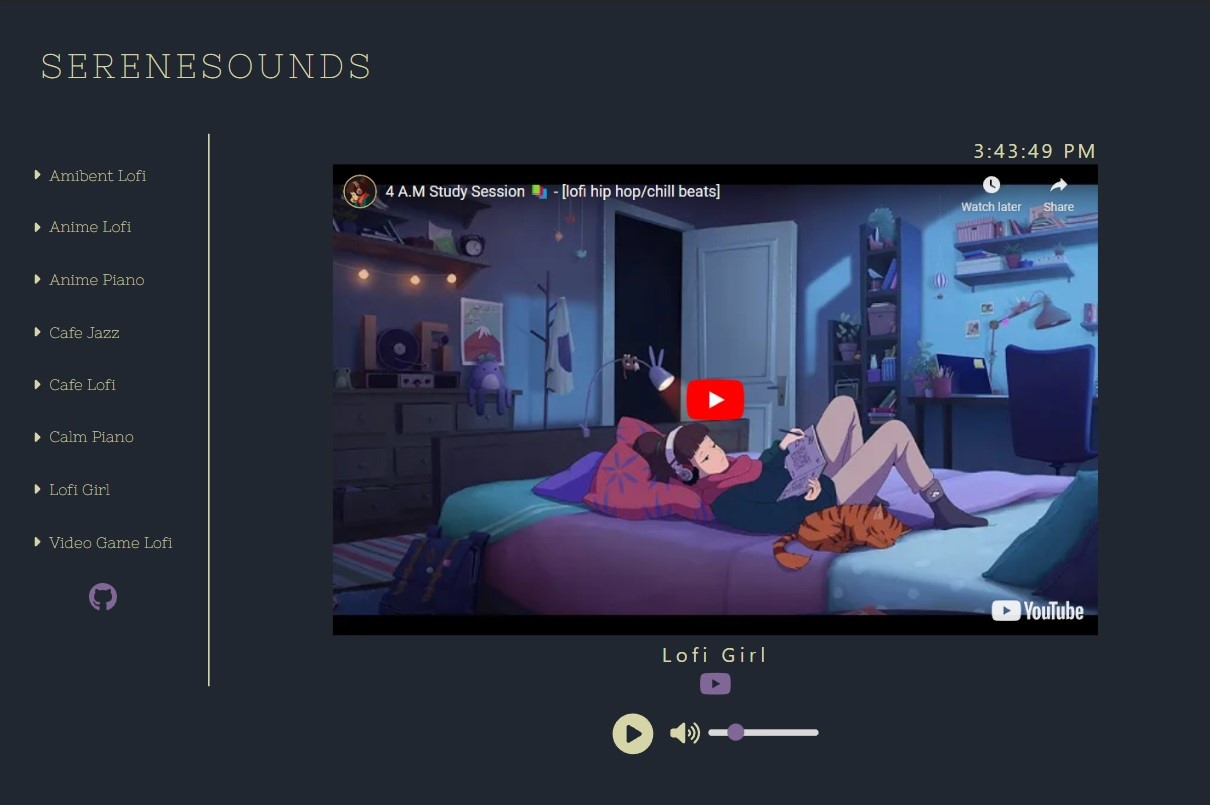 SERENESOUNDS
3:43:49 PM
Amibent Lofi
Anime Lofi
Anime Piano
Cafe Jazz
Cafe Lofi
Calm Piano
Lofi Girl
Video Game Lofi
4 A.M Study Session 📚 - [lofi hip hop/chill beats]
Watch later
Share
YouTube
Lofi Girl